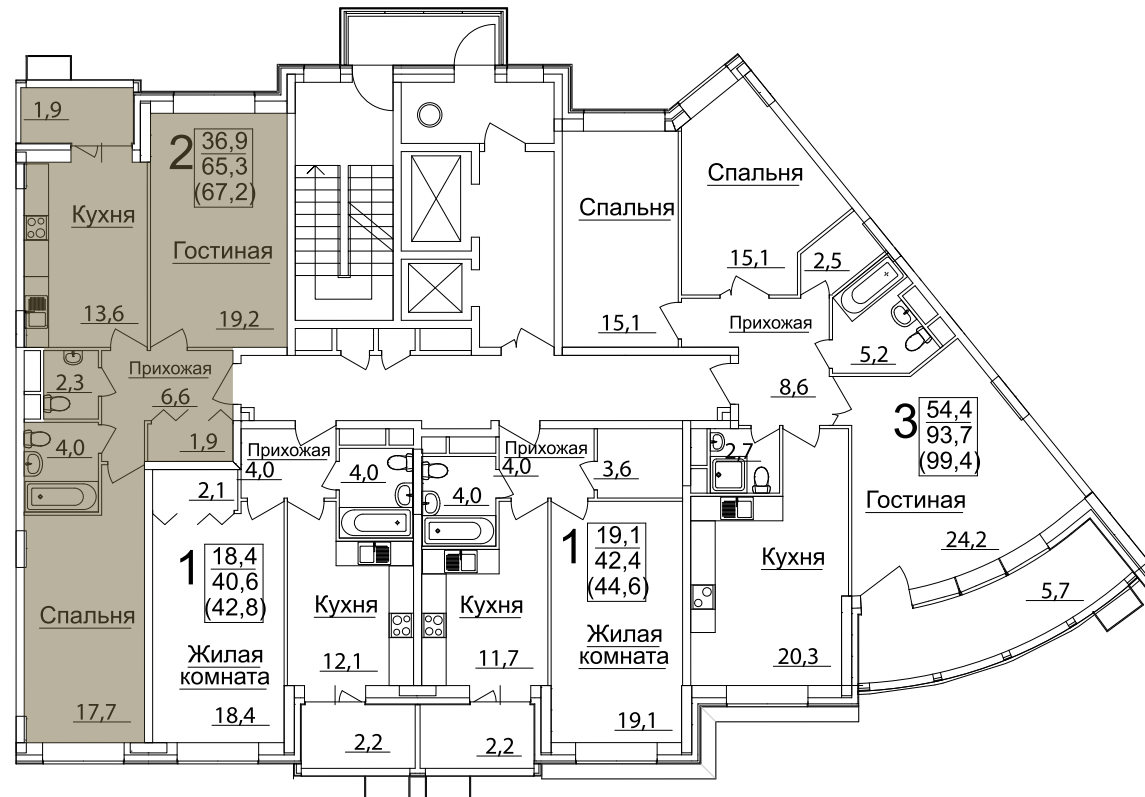 1,9
2
36,9
65,3
(67,2)
Кухня
Гостиная
13,6
19,2
2,3
Прихожая
6,6
4,0
1,9
Спальня
17,7
Прихожая
4,0
2,1
4,0
1
18,4
40,6
(42,8)
Кухня
Жилая
комната
12,1
18,4
2,2
Прихожая
4,0
3,6
4,0
1
19,1
42,4
(44,6)
Кухня
Жилая
комната
11,7
19,1
2,2
Спальня
15,1
Спальня
15,1
2,5
Прихожая
5,2
8,6
2,7
3
54,4
93,7
(99,4)
Гостиная
24,2
Кухня
20,3
5,7